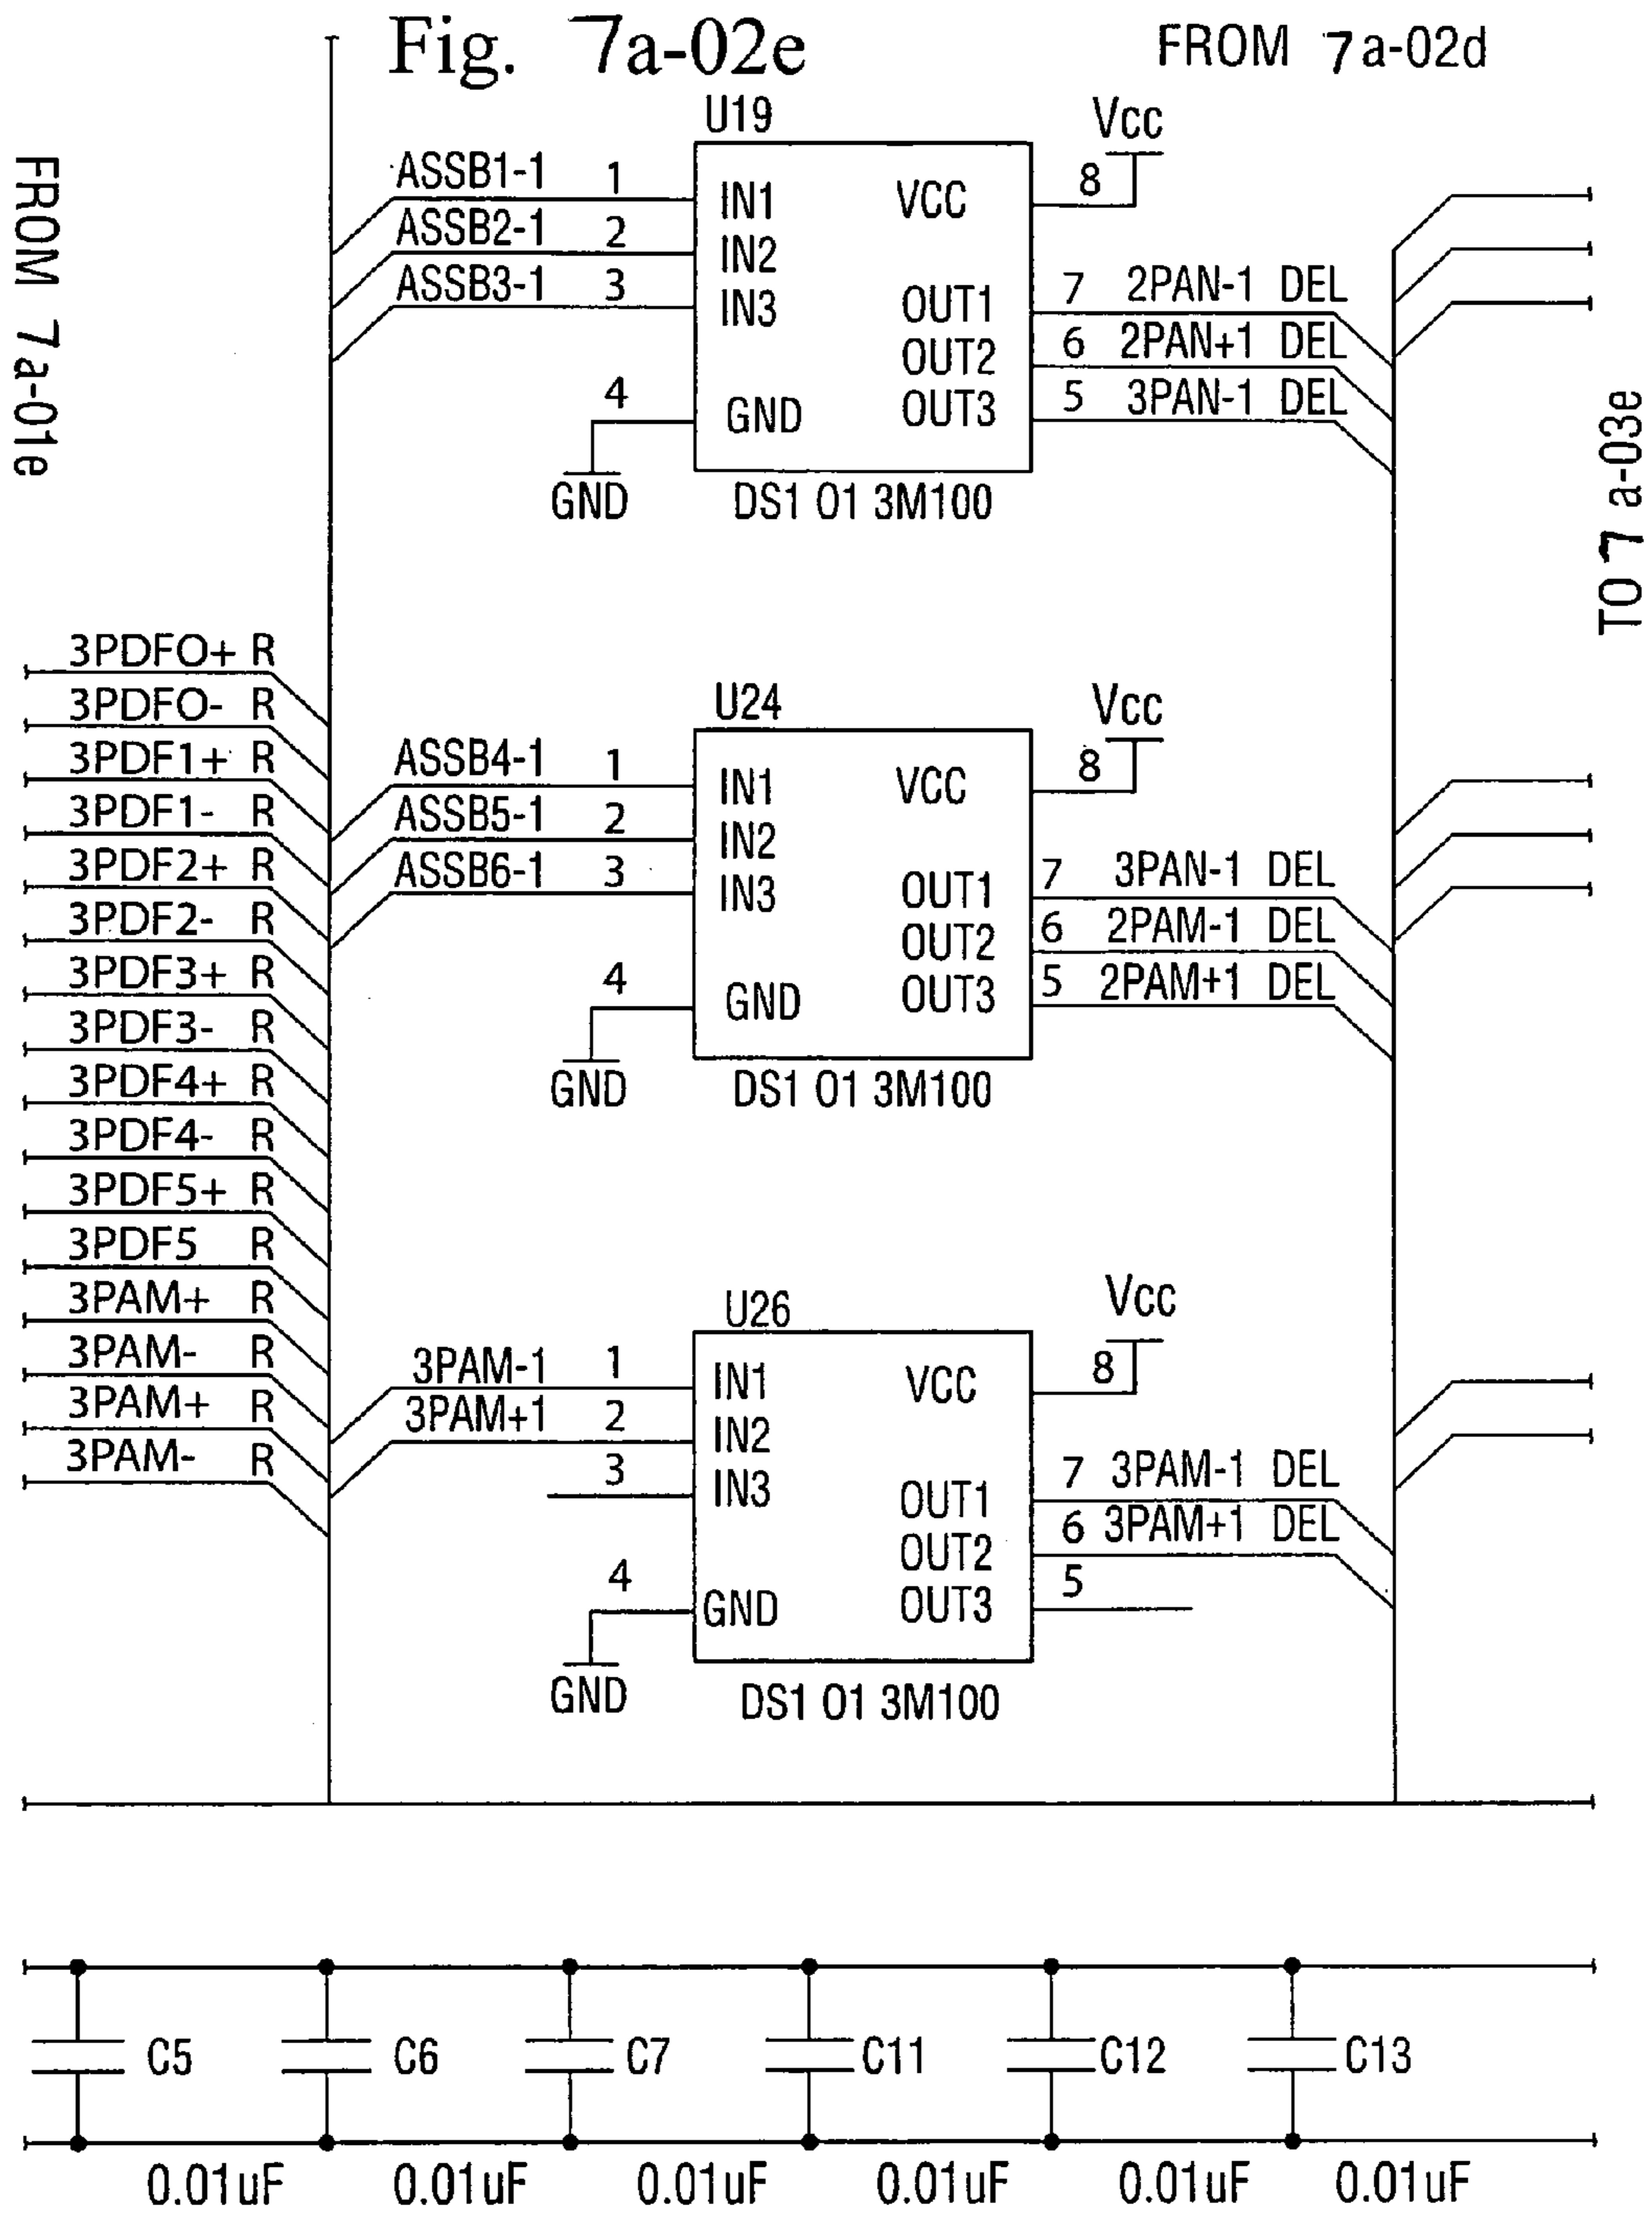 Fig. 7a-02e
FROM 7a-02d
FROM 7a-01e
TO 7a-03e
U19
Vcc
ASSB1-1 1 IN1 VCC 8
ASSB2-1 2 IN2
ASSB3-1 3 IN3
OUT1 7 2PAN-1 DEL
OUT2 6 2PAN+1 DEL
OUT3 5 3PAN-1 DEL
4 GND
GND
DS1 01 3M100
3PDFO+ R
3PDFO- R
3PDF1+ R
3PDF1- R
3PDF2+ R
3PDF2- R
3PDF3+ R
3PDF3- R
3PDF4+ R
3PDF4- R
3PDF5+ R
3PDF5 R
3PAM+ R
3PAM- R
3PAM+ R
3PAM- R
U24
Vcc
ASSB4-1 1 IN1 VCC 8
ASSB5-1 2 IN2
ASSB6-1 3 IN3
OUT1 7 3PAN-1 DEL
OUT2 6 2PAM-1 DEL
OUT3 5 2PAM+1 DEL
4 GND
GND
DS1 01 3M100
U26
Vcc
3PAM-1 1 IN1 VCC 8
3PAM+1 2 IN2
3 IN3
OUT1 7 3PAM-1 DEL
OUT2 6 3PAM+1 DEL
OUT3 5
4 GND
GND
DS1 01 3M100
C5 C6 C7 C11 C12 C13
0.01uF 0.01uF 0.01uF 0.01uF 0.01uF 0.01uF